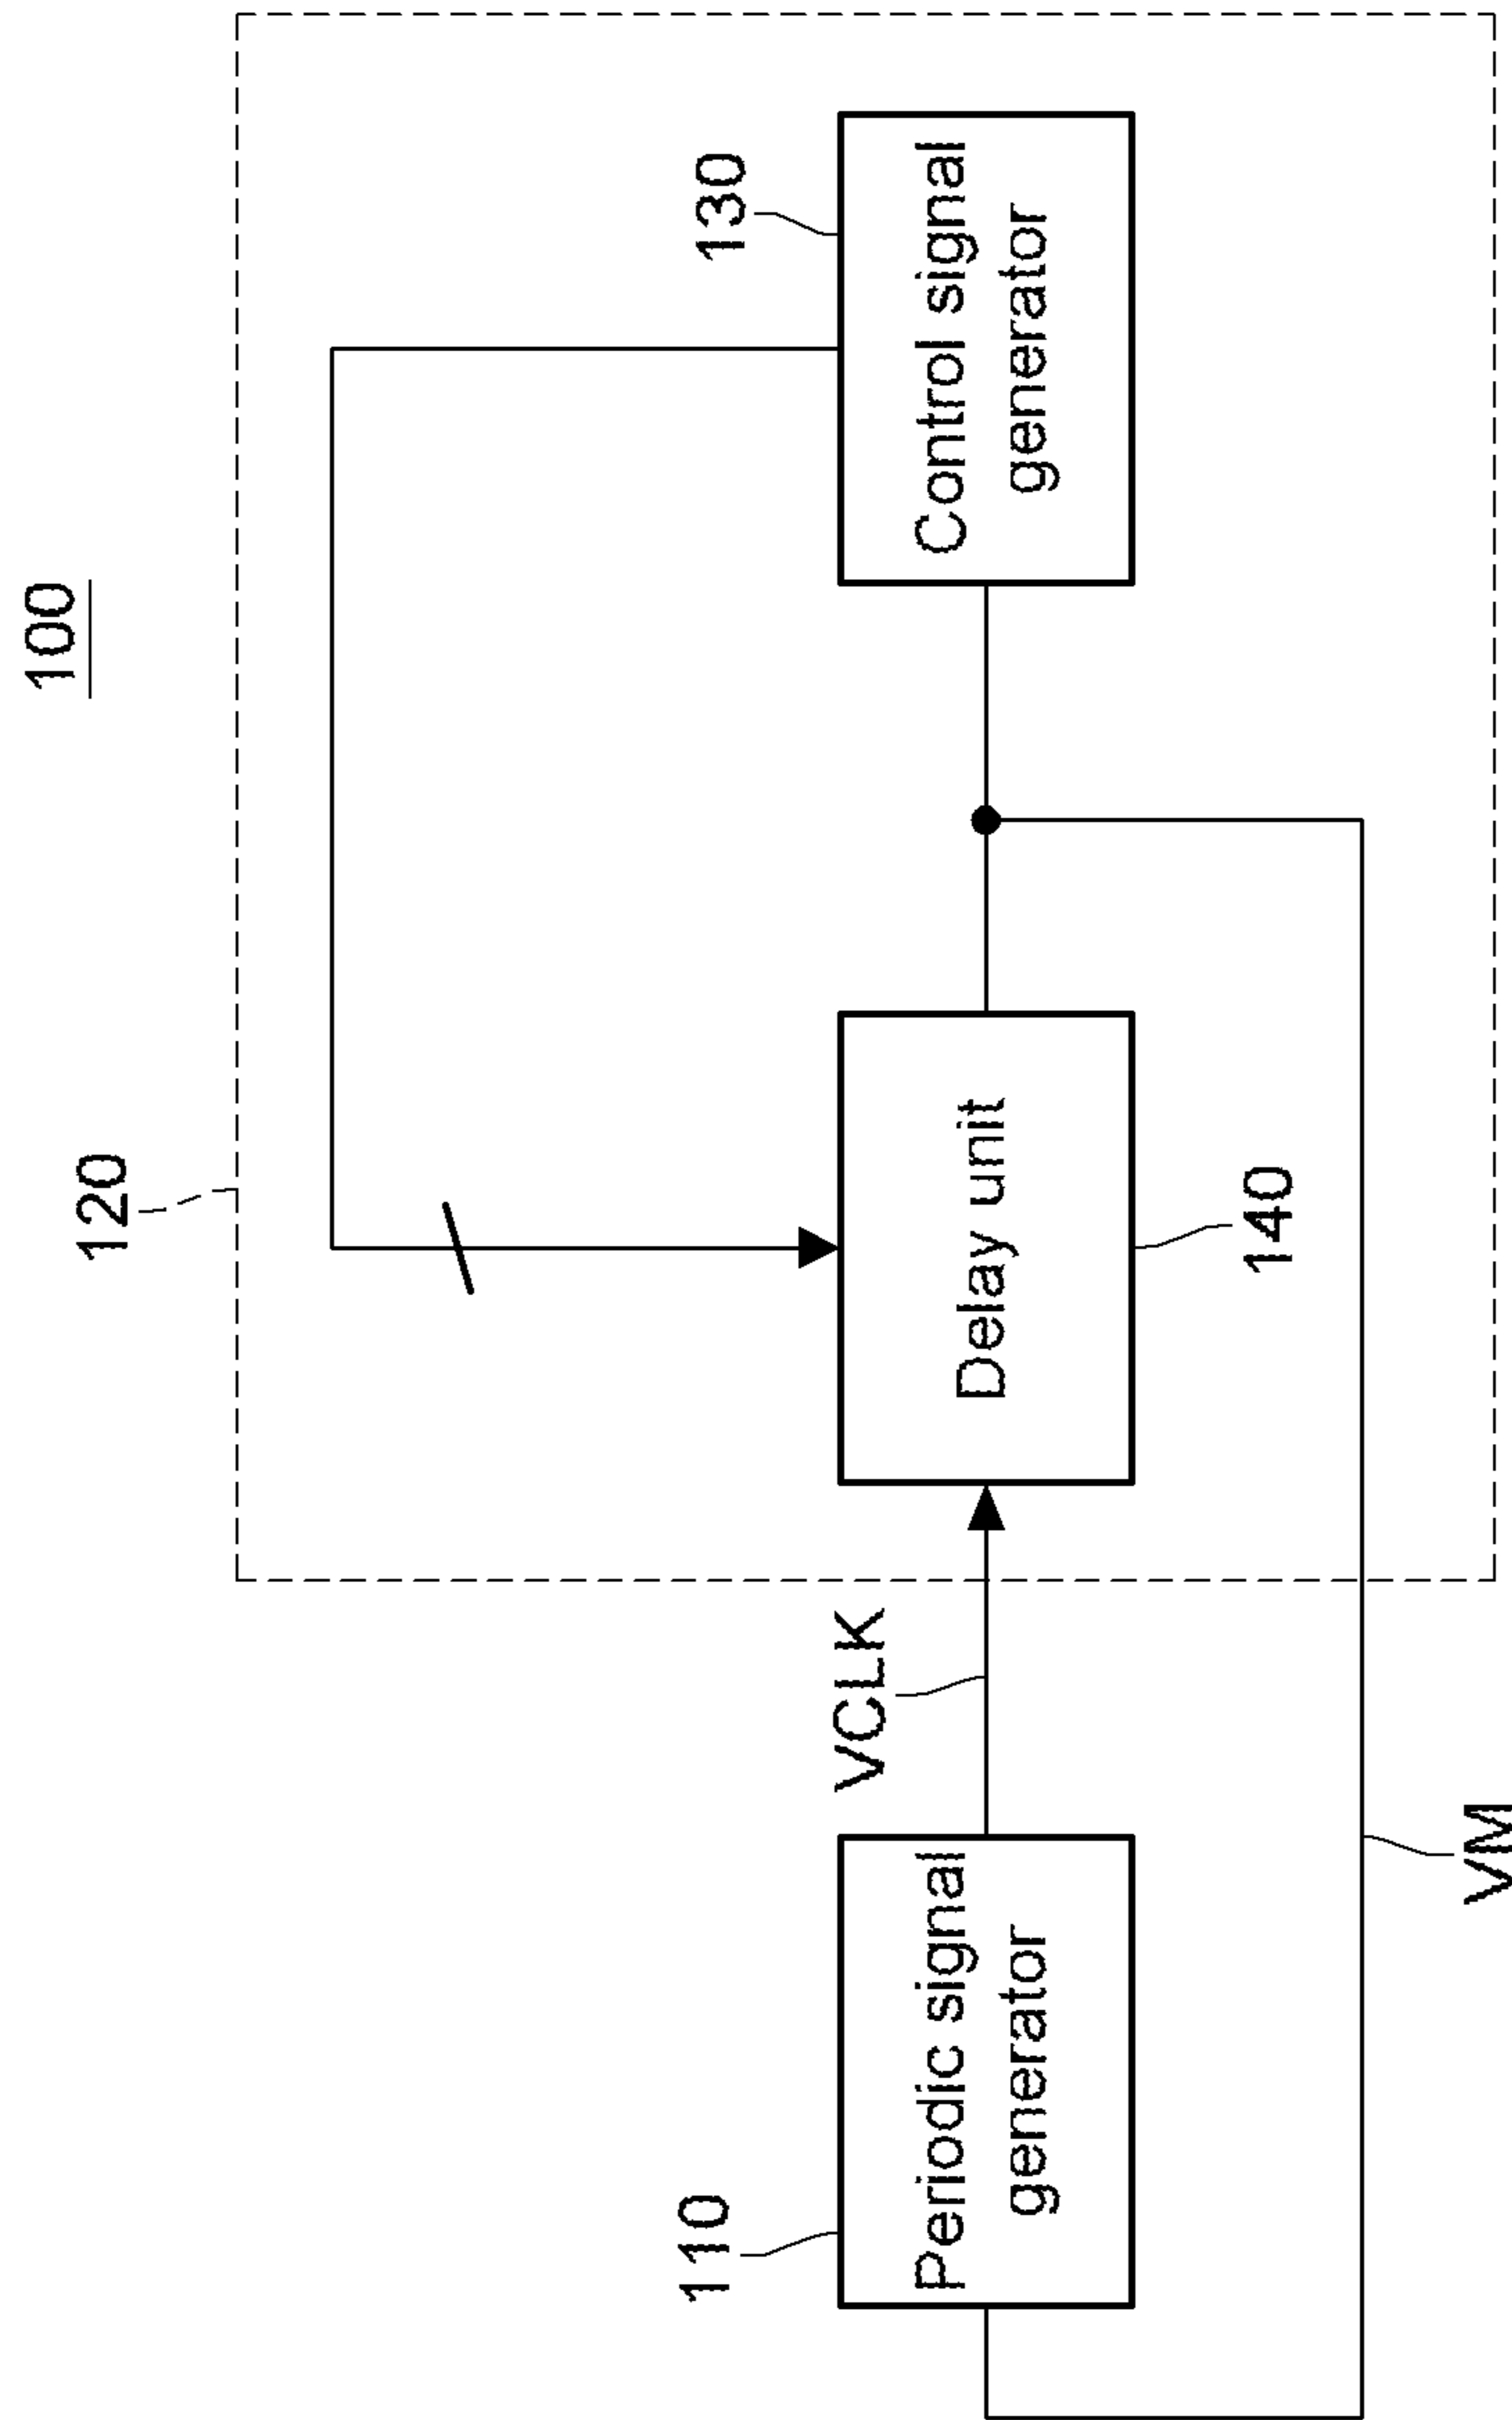 100
120
130
Control signal
generator
Delay unit
140
VCLK
110
Periodic signal
generator
VM